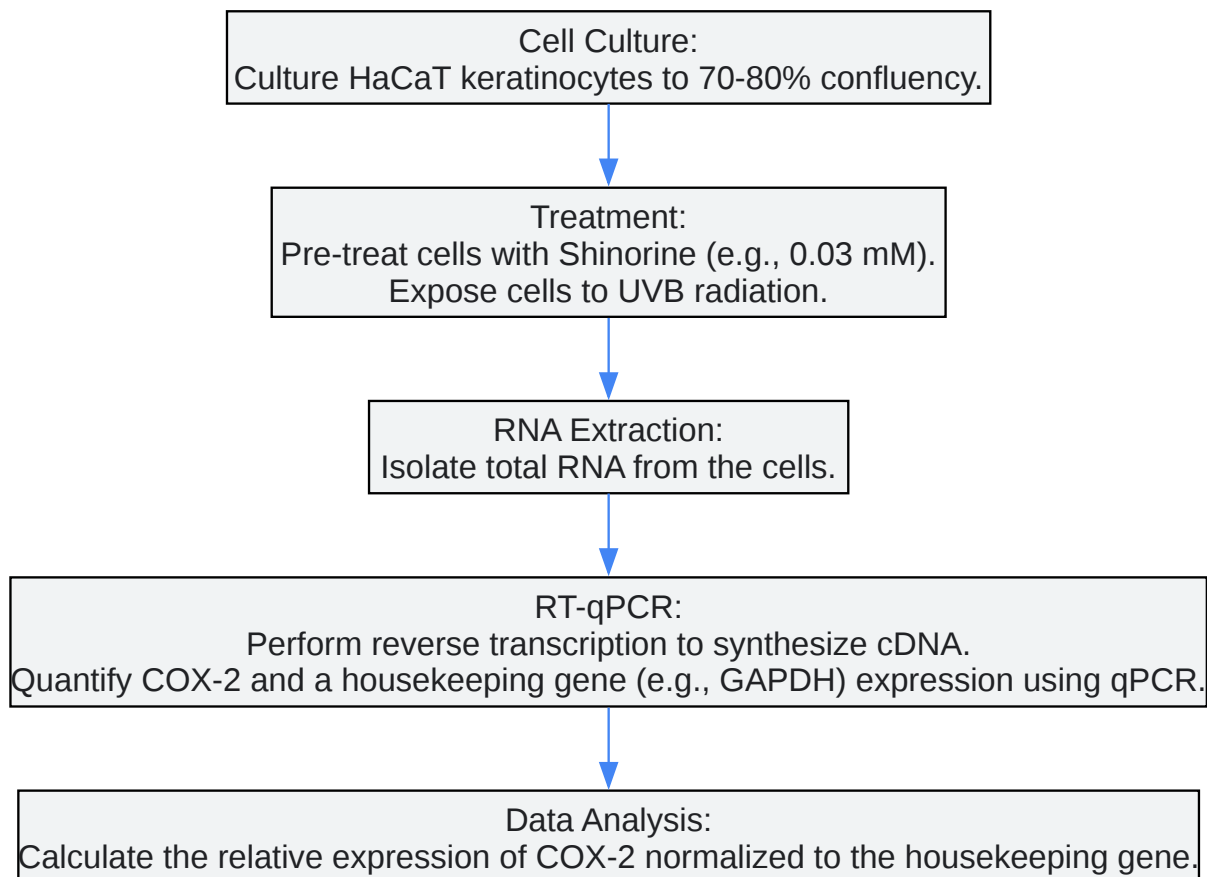 Cell Culture:
Culture HaCaT keratinocytes to 70-80% confluency.
Treatment:
Pre-treat cells with Shinorine (e.g., 0.03 mM).
Expose cells to UVB radiation.
RNA Extraction:
Isolate total RNA from the cells.
RT-qPCR:
Perform reverse transcription to synthesize cDNA.
Quantify COX-2 and a housekeeping gene (e.g., GAPDH) expression using qPCR.
Data Analysis:
Calculate the relative expression of COX-2 normalized to the housekeeping gene.